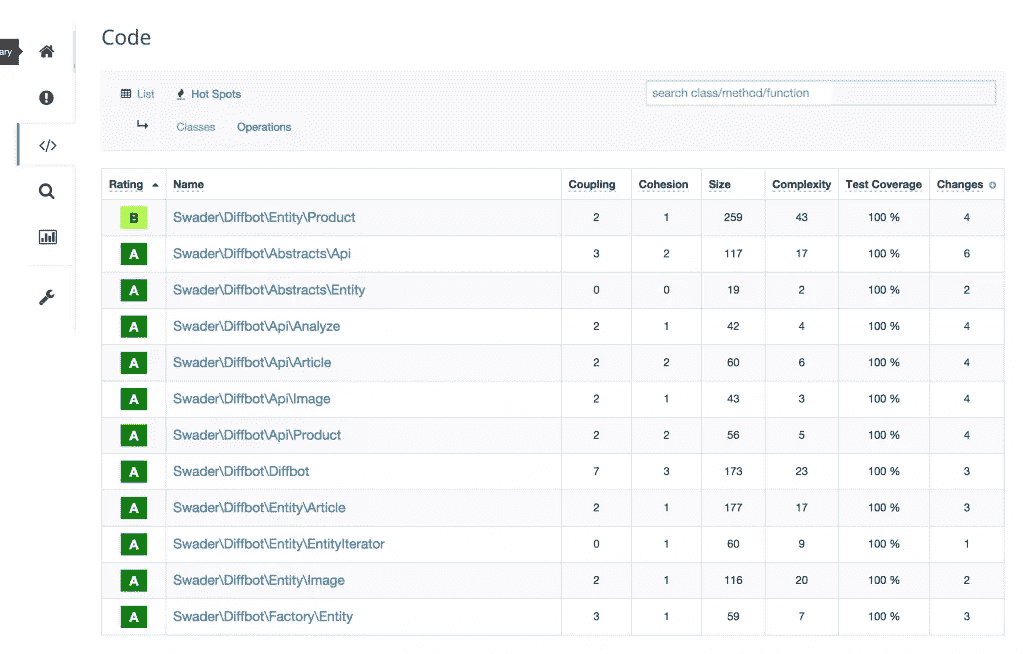 Code
ary
List Hot Spots search class/method/function
Classes Operations
Rating Name Coupling Cohesion Size Complexity Test Coverage Changes
B Swader\Diffbot\Entity\Product 2 1 259 43 100 % 4
A Swader\Diffbot\Abstracts\Api 3 2 117 17 100 % 6
A Swader\Diffbot\Abstracts\Entity 0 0 19 2 100 % 2
A Swader\Diffbot\Api\Analyze 2 1 42 4 100 % 4
A Swader\Diffbot\Api\Article 2 2 60 6 100 % 4
A Swader\Diffbot\Api\Image 2 1 43 3 100 % 4
A Swader\Diffbot\Api\Product 2 2 56 5 100 % 4
A Swader\Diffbot\Diffbot 7 3 173 23 100 % 3
A Swader\Diffbot\Entity\Article 2 1 177 17 100 % 3
A Swader\Diffbot\Entity\EntityIterator 0 1 60 9 100 % 1
A Swader\Diffbot\Entity\Image 2 1 116 20 100 % 2
A Swader\Diffbot\Factory\Entity 3 1 59 7 100 % 3